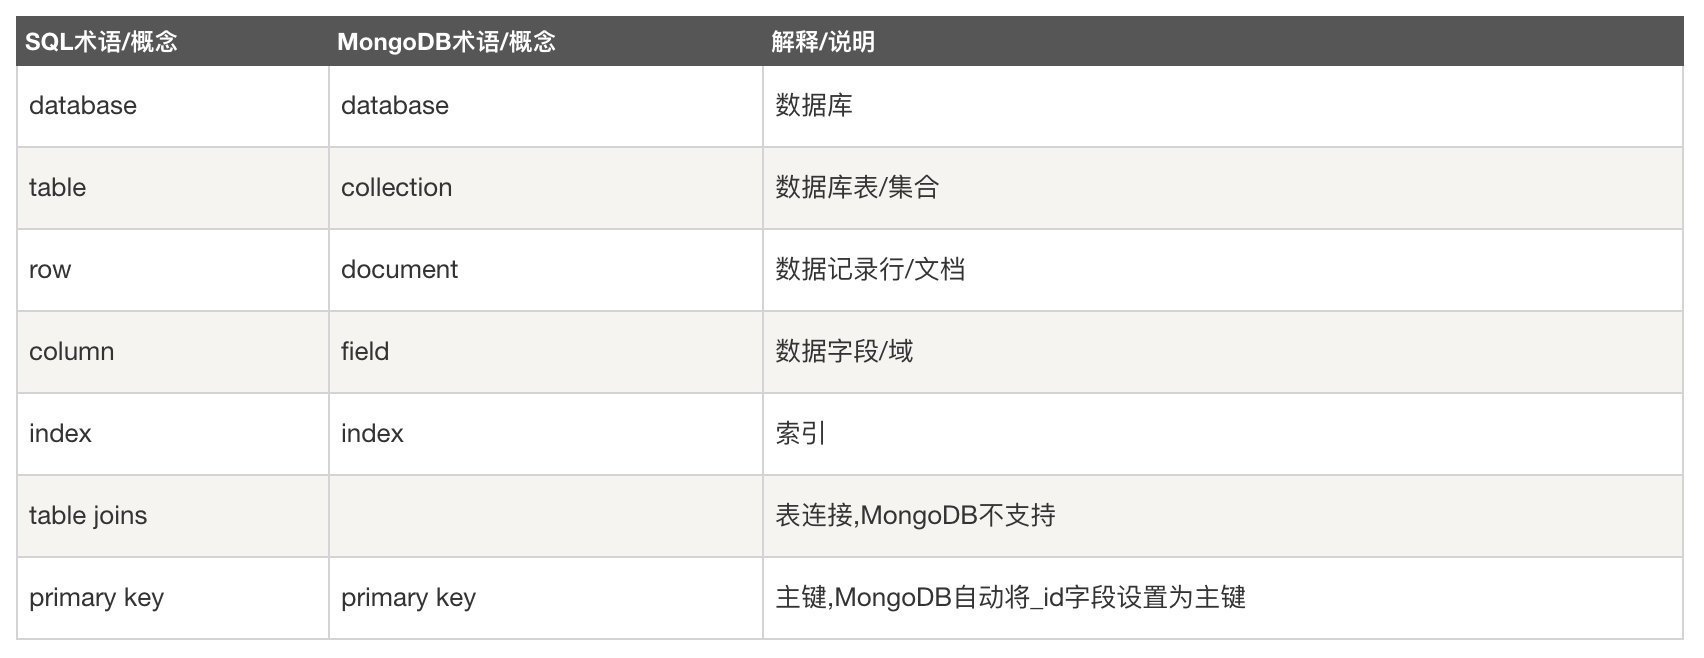 SQL术语/概念 MongoDB术语/概念 解释/说明
database database 数据库
table collection 数据库表/集合
row document 数据记录行/文档
column field 数据字段/域
index index 索引
table joins 表连接,MongoDB不支持
primary key primary key 主键,MongoDB自动将_id字段设置为主键